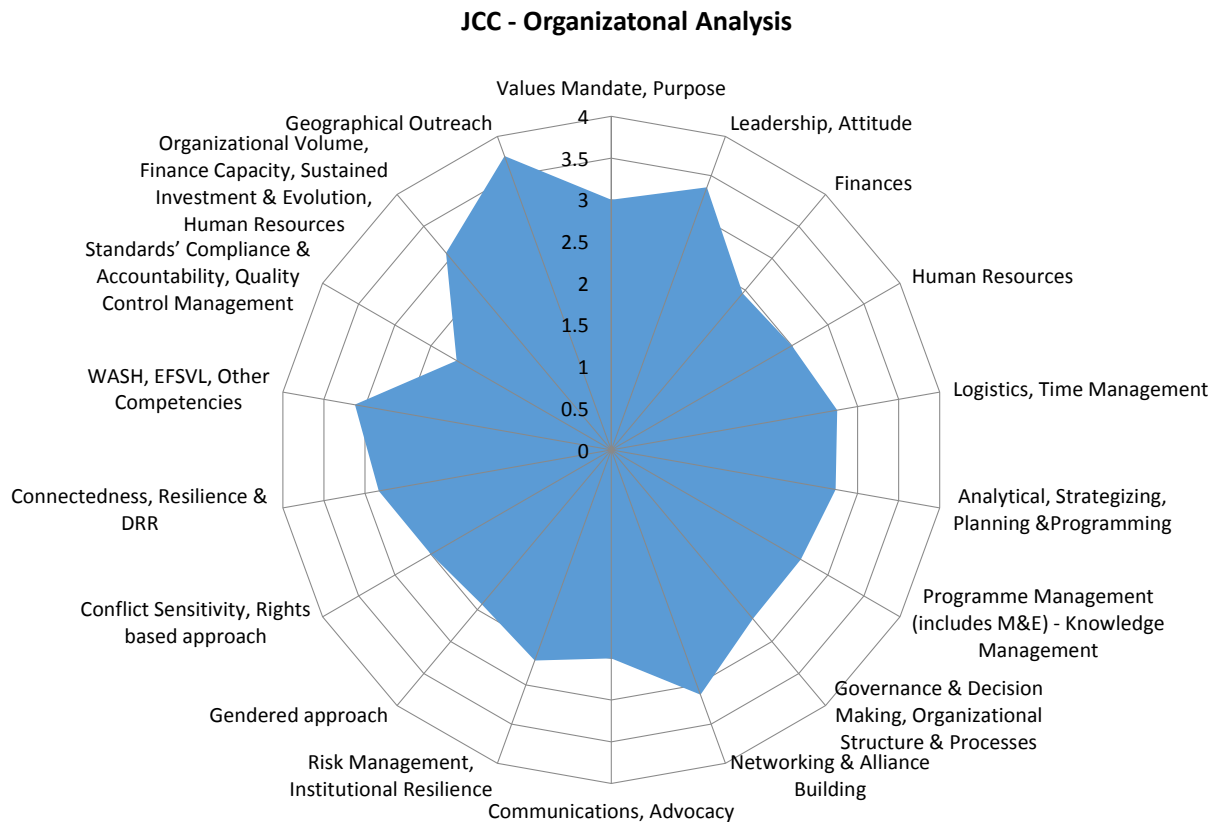 JCC - Organizatonal Analysis
Values Mandate, Purpose
Leadership, Attitude
Finances
Human Resources
Logistics, Time Management
Analytical, Strategizing,
Planning &Programming
Programme Management
(includes M&E) - Knowledge
Management
Governance & Decision
Making, Organizational
Structure & Processes
Networking & Alliance
Building
Communications, Advocacy
Risk Management,
Institutional Resilience
Gendered approach
Conflict Sensitivity, Rights
based approach
Connectedness, Resilience &
DRR
WASH, EFSVL, Other
Competencies
Standards’ Compliance &
Accountability, Quality
Control Management
Organizational Volume,
Finance Capacity, Sustained
Investment & Evolution,
Human Resources
Geographical Outreach
4
3.5
3
2.5
2
1.5
1
0.5
0